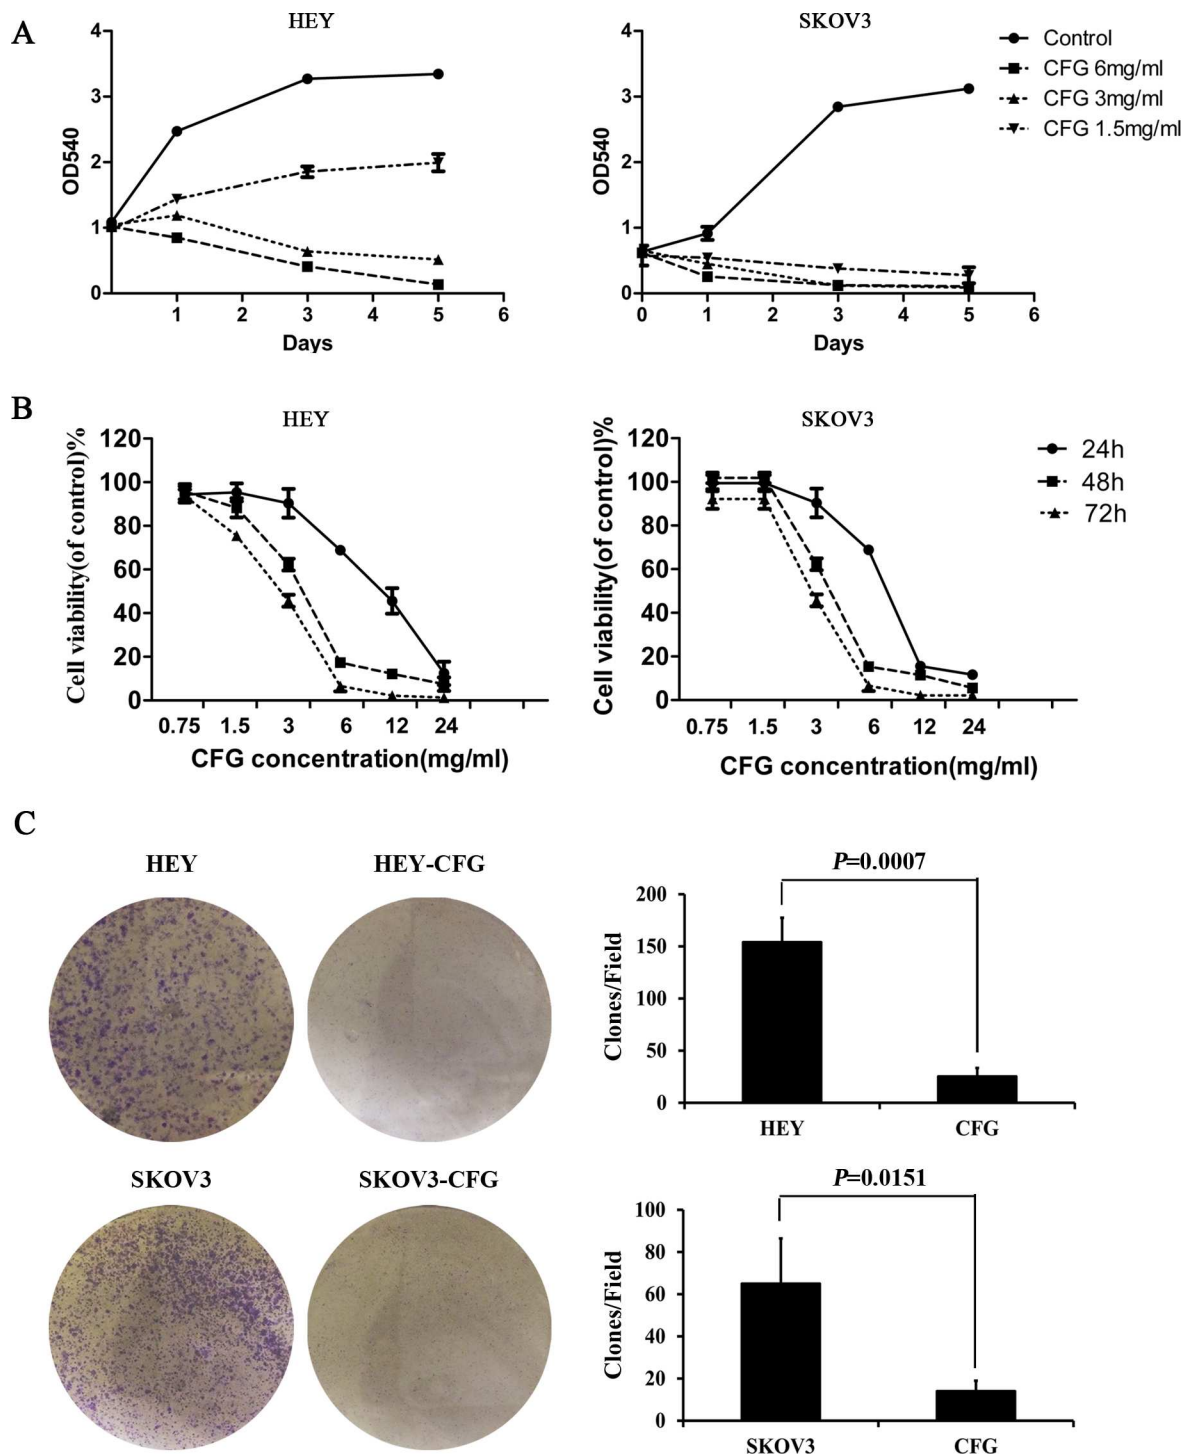 A
HEY
SKOV3
4
3
2
1
0
OD540
1
2
3
4
5
6
Days
4
3
2
1
0
OD540
0
1
2
3
4
5
6
Days
Control
CFG 6mg/ml
CFG 3mg/ml
CFG 1.5mg/ml
B
HEY
SKOV3
120
100
80
60
40
20
0
Cell viability(of control)%
0.75 1.5 3 6 12 24
CFG concentration(mg/ml)
120
100
80
60
40
20
0
Cell viability(of control)%
0.75 1.5 3 6 12 24
CFG concentration(mg/ml)
24h
48h
72h
C
HEY
HEY-CFG
P=0.0007
200
150
100
50
0
Clones/Field
HEY
CFG
SKOV3
SKOV3-CFG
P=0.0151
100
80
60
40
20
0
Clones/Field
SKOV3
CFG